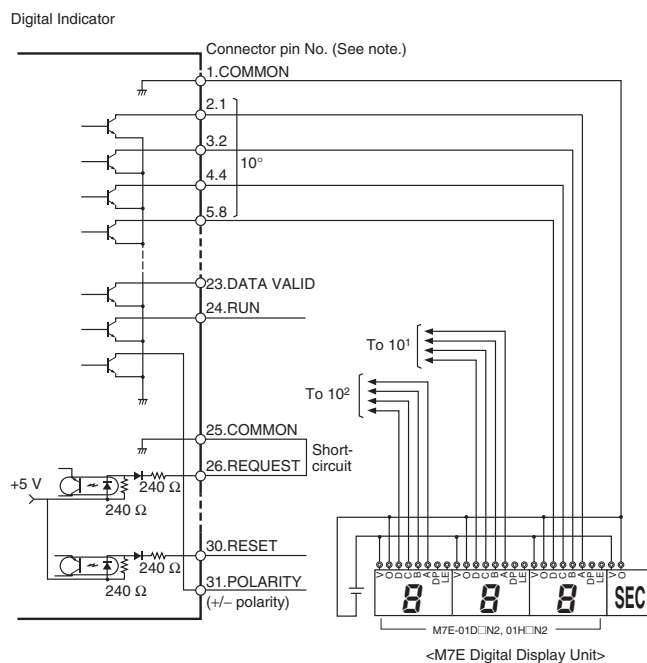 Digital Indicator
Connector pin No. (See note.)
1.COMMON
2.1
3.2
10°
4.4
5.8
23.DATA VALID
24.RUN
To 10¹
To 10²
25.COMMON
Short-
circuit
26.REQUEST
+5 V
240 Ω
240 Ω
30.RESET
240 Ω
31.POLARITY
240 Ω
(+/− polarity)
V O D C B A DP LE V O D C B A DP LE V O D C B A DP LE V O
8 8 8 SEC
M7E-01D□N2, 01H□N2
<M7E Digital Display Unit>